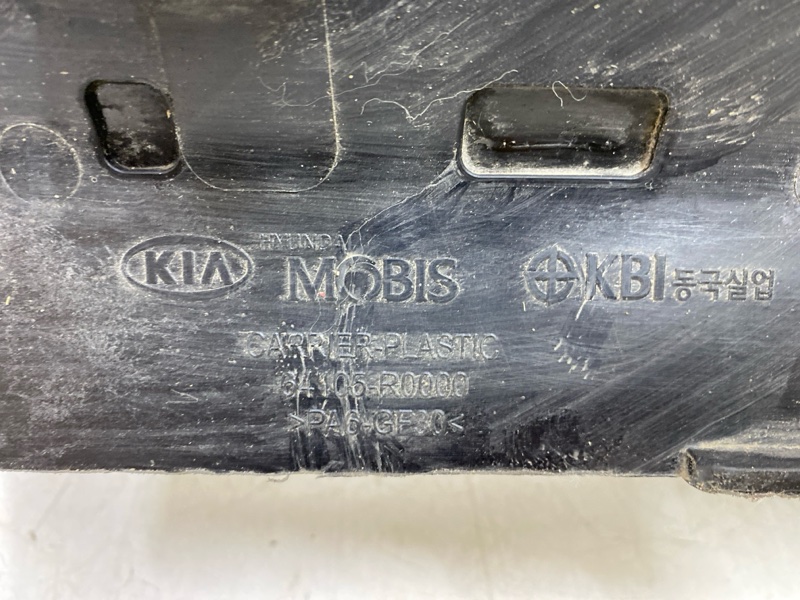 KIA
HYUNDAI
MOBIS
KBI 동국실업
CARRIER-PLASTIC
64105-R0000
>PA6-GF30<